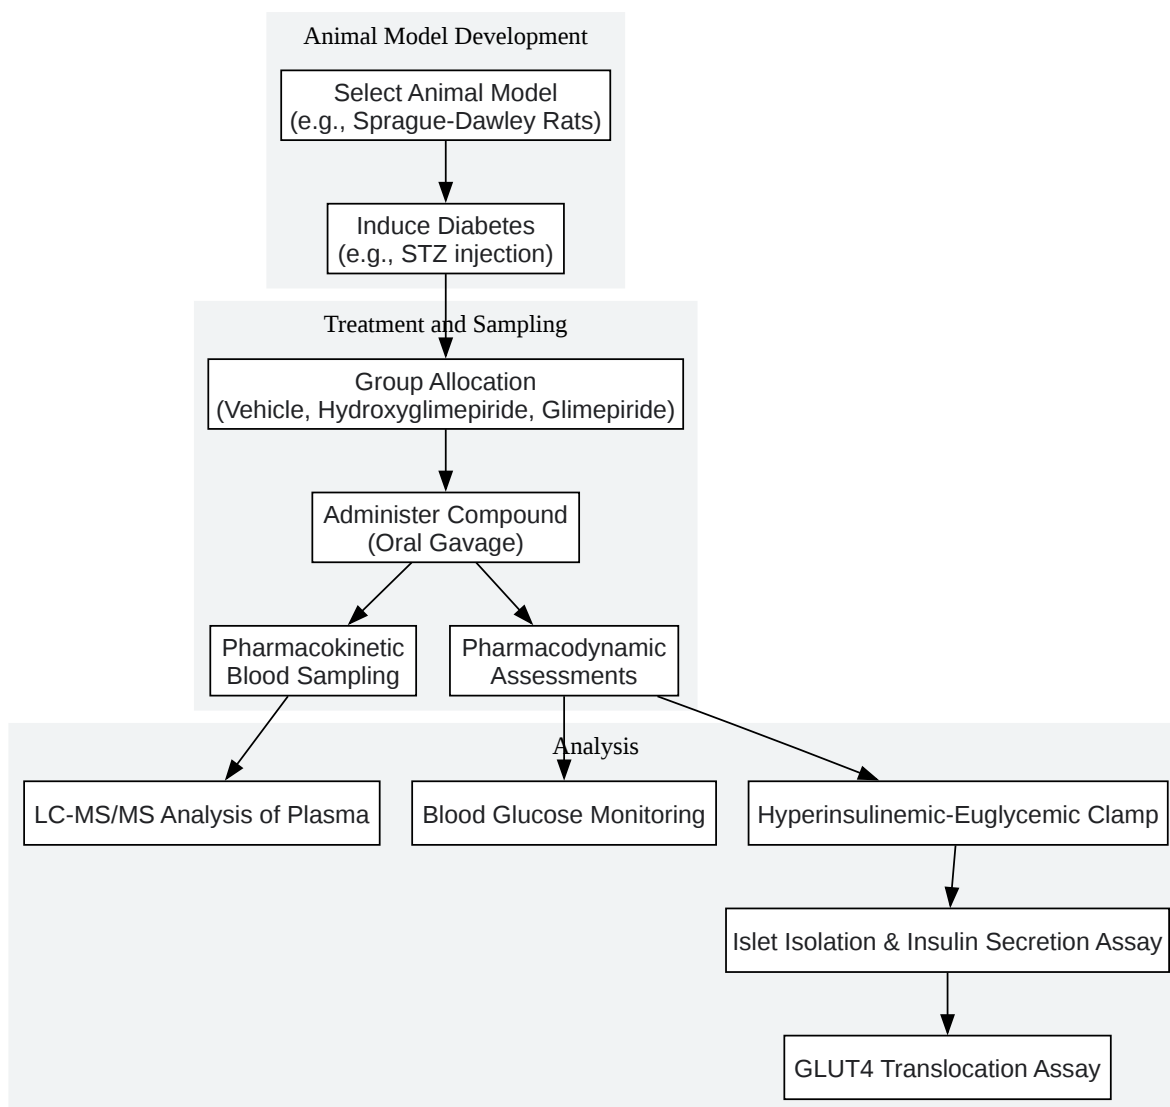 Animal Model Development
Select Animal Model
(e.g., Sprague-Dawley Rats)
Induce Diabetes
(e.g., STZ injection)
Treatment and Sampling
Group Allocation
(Vehicle, Hydroxyglimepiride, Glimepiride)
Administer Compound
(Oral Gavage)
Pharmacokinetic
Blood Sampling
Pharmacodynamic
Assessments
Analysis
LC-MS/MS Analysis of Plasma
Blood Glucose Monitoring
Hyperinsulinemic-Euglycemic Clamp
Islet Isolation & Insulin Secretion Assay
GLUT4 Translocation Assay